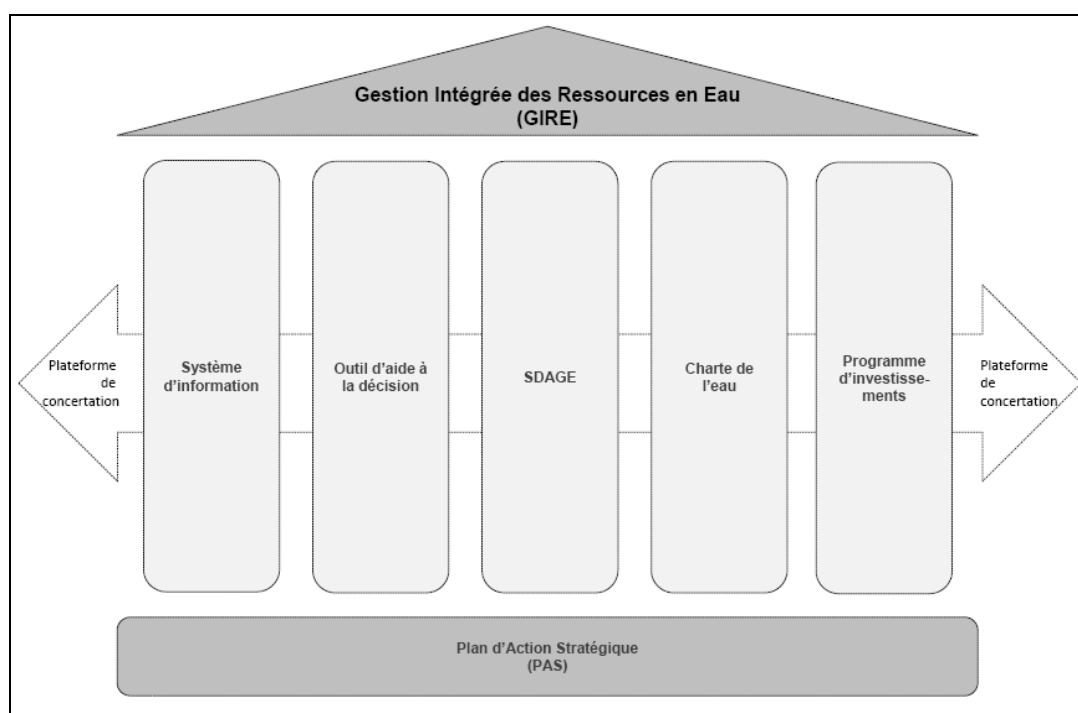 Gestion Intégrée des Ressources en Eau
(GIRE)
Plateforme
de
concertation
Système
d'information
Outil d'aide à
la décision
SDAGE
Charte de
l'eau
Programme
d'investisse-
ments
Plateforme
de
concertation
Plan d'Action Stratégique
(PAS)